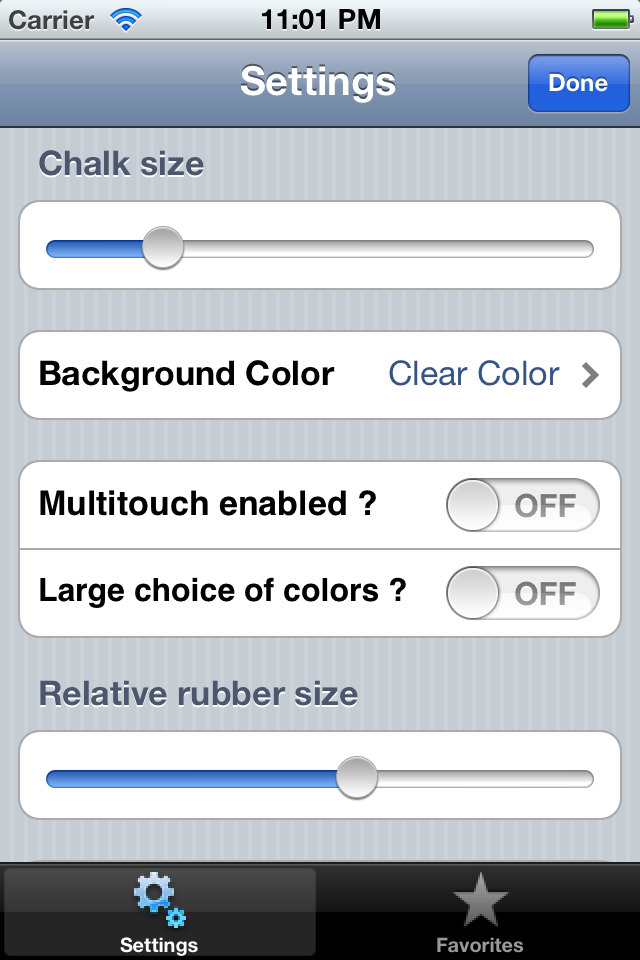 Carrier 11:01 PM
Settings Done
Chalk size
Background Color Clear Color
Multitouch enabled ? OFF
Large choice of colors ? OFF
Relative rubber size
Settings Favorites